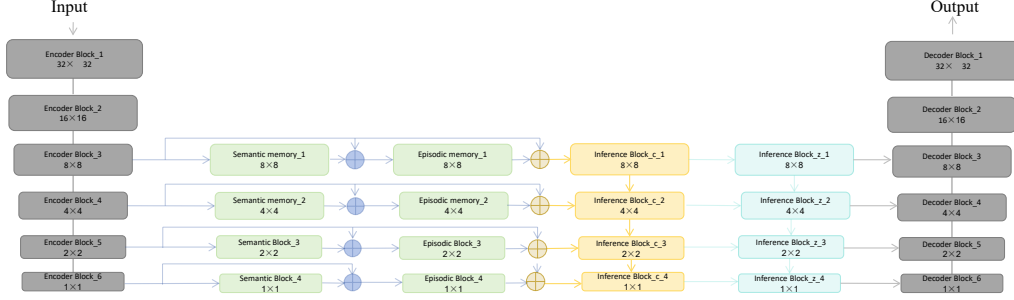 Input
Output
Encoder Block_1
32× 32
Decoder Block_1
32× 32
Encoder Block_2
16×16
Decoder Block_2
16×16
Encoder Block_3
8×8
Semantic memory_1
8×8
Episodic memory_1
8×8
Inference Block_c_1
8×8
Inference Block_z_1
8×8
Decoder Block_3
8×8
Encoder Block_4
4×4
Semantic memory_2
4×4
Episodic memory_2
4×4
Inference Block_c_2
4×4
Inference Block_z_2
4×4
Decoder Block_4
4×4
Encoder Block_5
2×2
Semantic Block_3
2×2
Episodic Block_3
2×2
Inference Block_c_3
2×2
Inference Block_z_3
2×2
Decoder Block_5
2×2
Encoder Block_6
1×1
Semantic Block_4
1×1
Episodic Block_4
1×1
Inference Block_c_4
1×1
Inference Block_z_4
1×1
Decoder Block_6
1×1